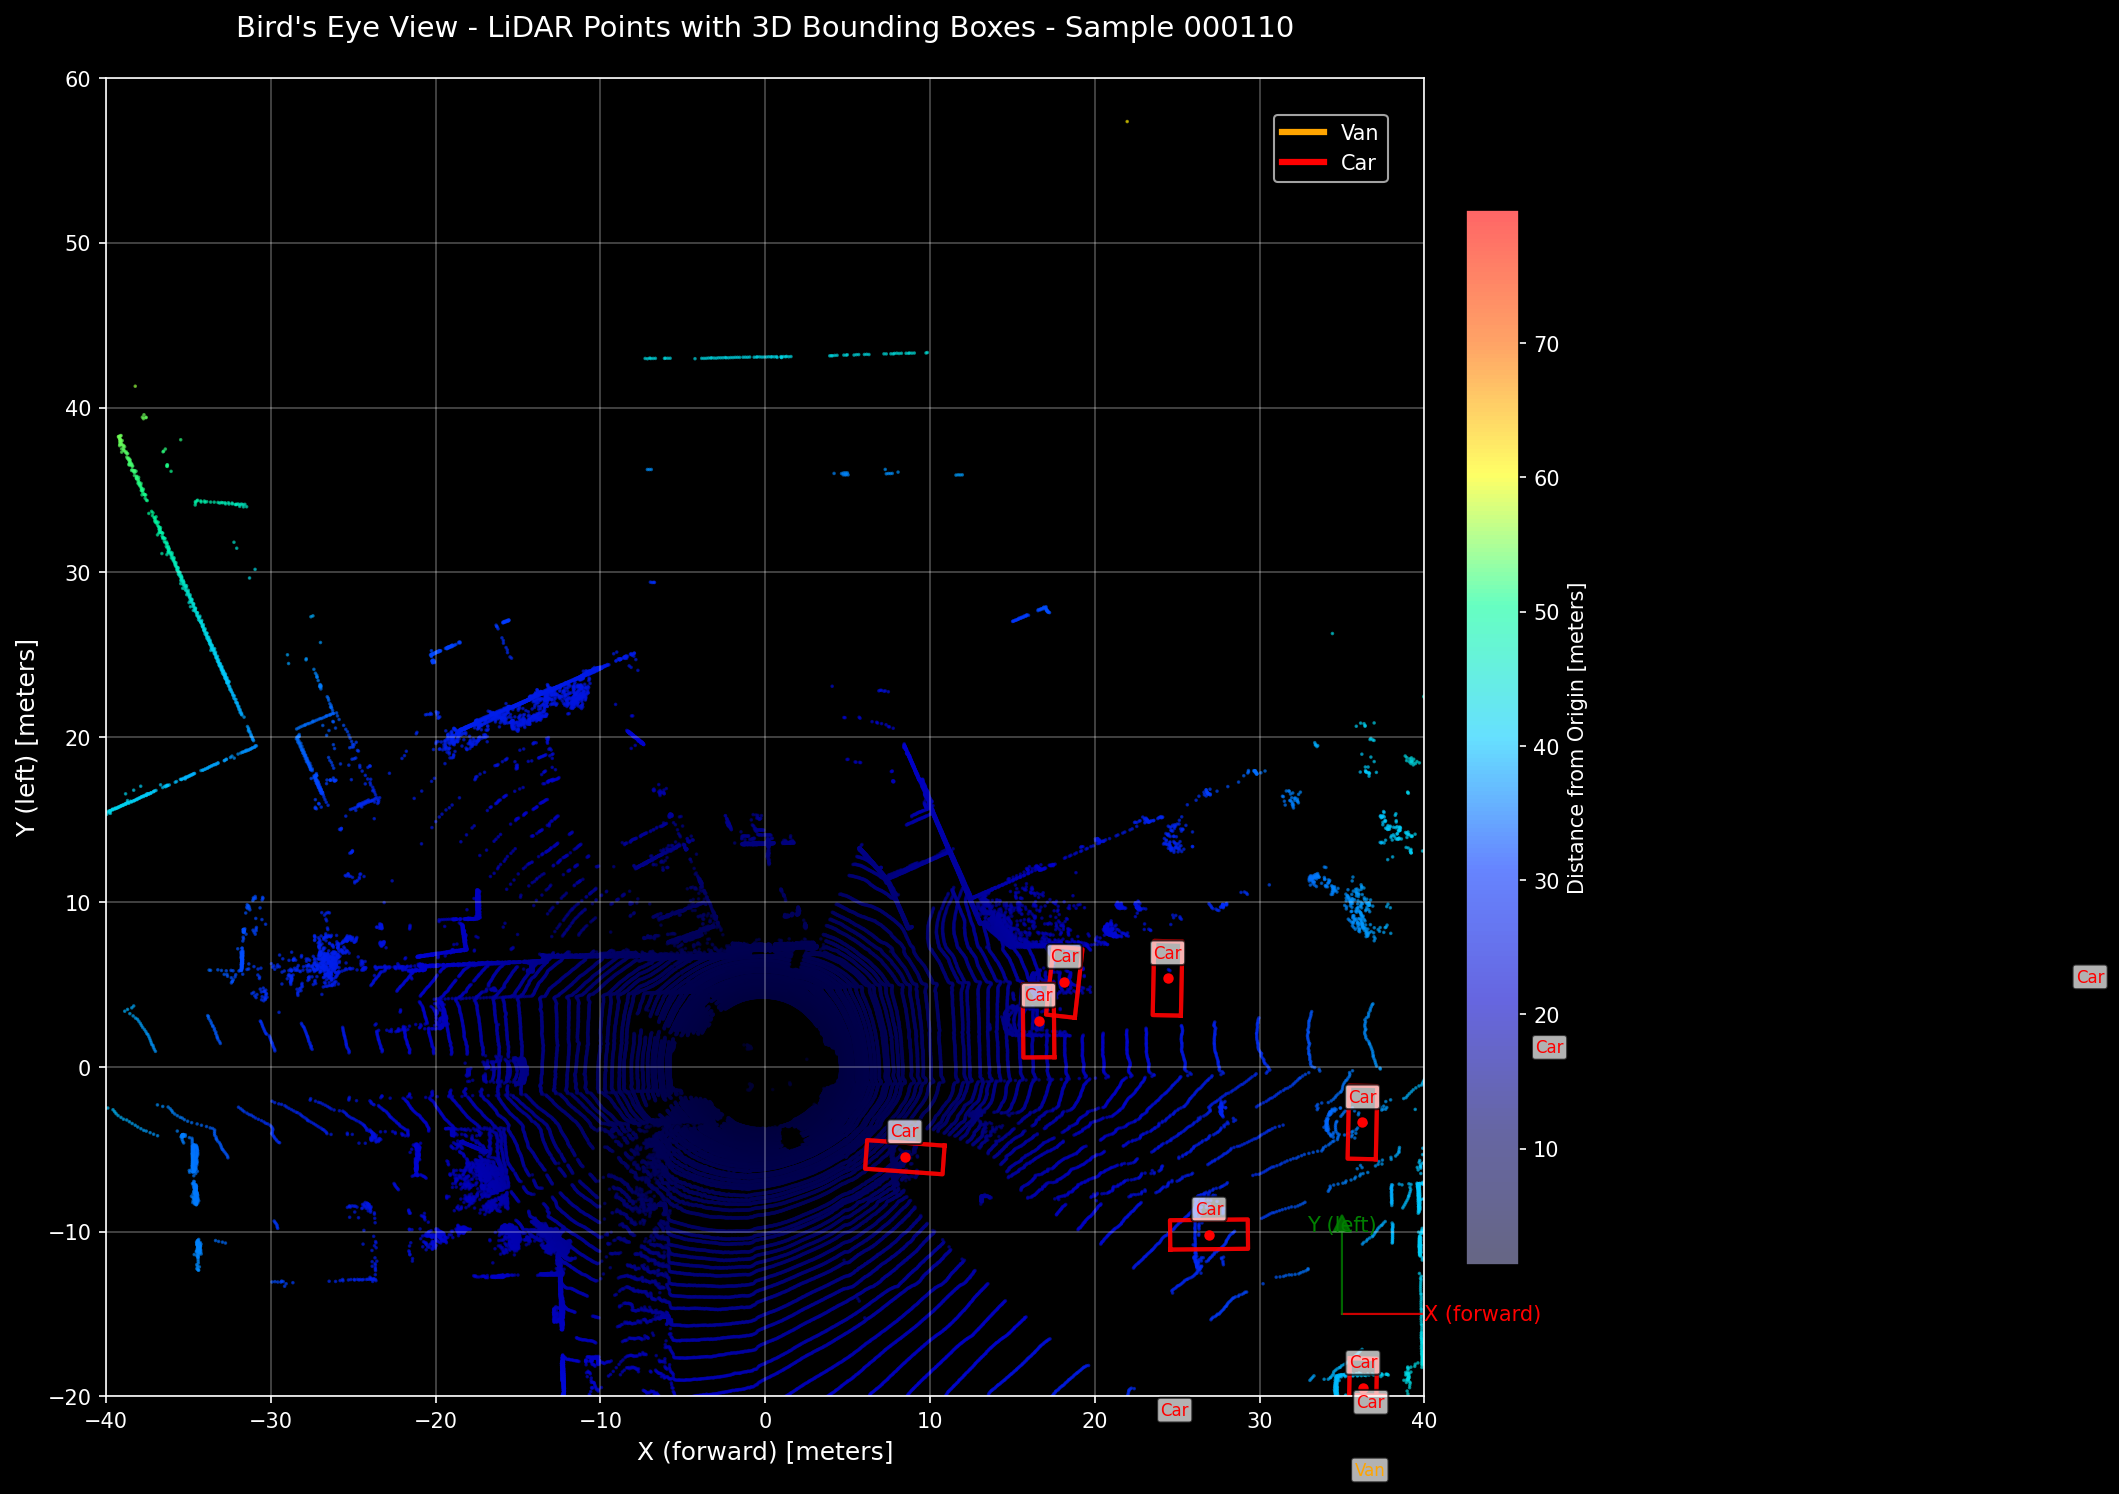 Bird's Eye View - LiDAR Points with 3D Bounding Boxes - Sample 000110
60
50
40
30
20
10
0
−10
−20
Y (left) [meters]
−40
−30
−20
−10
0
10
20
30
40
X (forward) [meters]
Van
Car
70
60
50
40
30
20
10
Distance from Origin [meters]
Car
Car
Car
Car
Car
Car
Car
Car
Y (left)
X (forward)
Car
Car
Car
Van